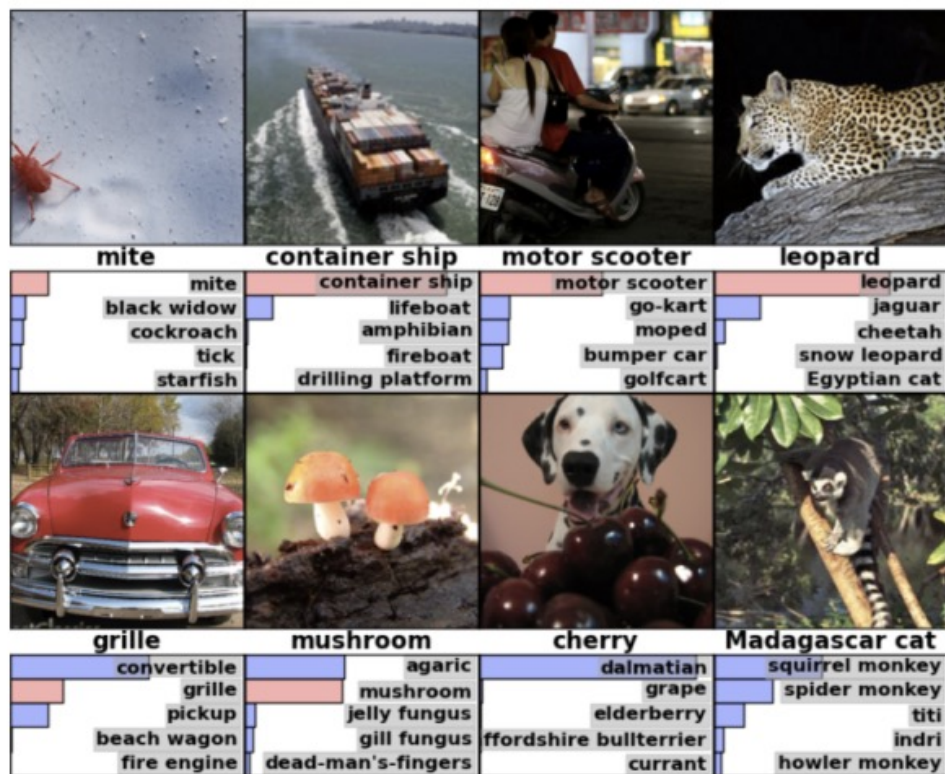 mite
container ship
motor scooter
leopard
mite
black widow
cockroach
tick
starfish
container ship
lifeboat
amphibian
fireboat
drilling platform
motor scooter
go-kart
moped
bumper car
golfcart
leopard
jaguar
cheetah
snow leopard
Egyptian cat
grille
mushroom
cherry
Madagascar cat
convertible
grille
pickup
beach wagon
fire engine
agaric
mushroom
jelly fungus
gill fungus
dead-man's-fingers
dalmatian
grape
elderberry
ffordshire bullterrier
currant
squirrel monkey
spider monkey
titi
indri
howler monkey